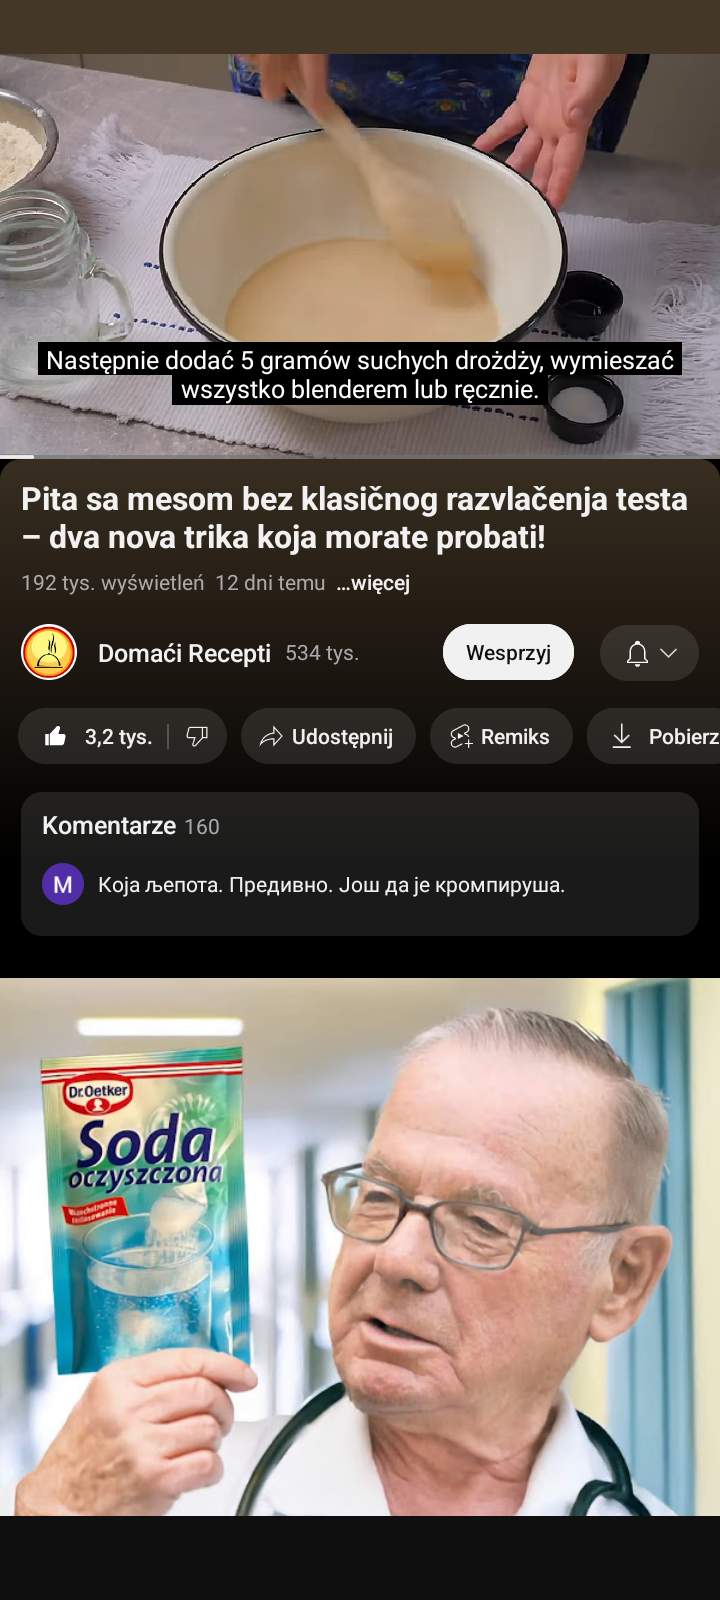 Następnie dodać 5 gramów suchych drożdży, wymieszać
wszystko blenderem lub ręcznie.
Pita sa mesom bez klasičnog razvlačenja testa
– dva nova trika koja morate probati!
192 tys. wyświetleń 12 dni temu ...więcej
Domaći Recepti 534 tys. Wesprzyj
3,2 tys. Udostępnij Remiks Pobierz
Komentarze 160
M Која љепота. Предивно. Још да је кромпируша.
Dr.Oetker
Soda
oczyszczona
Wszechstronne
zastosowanie